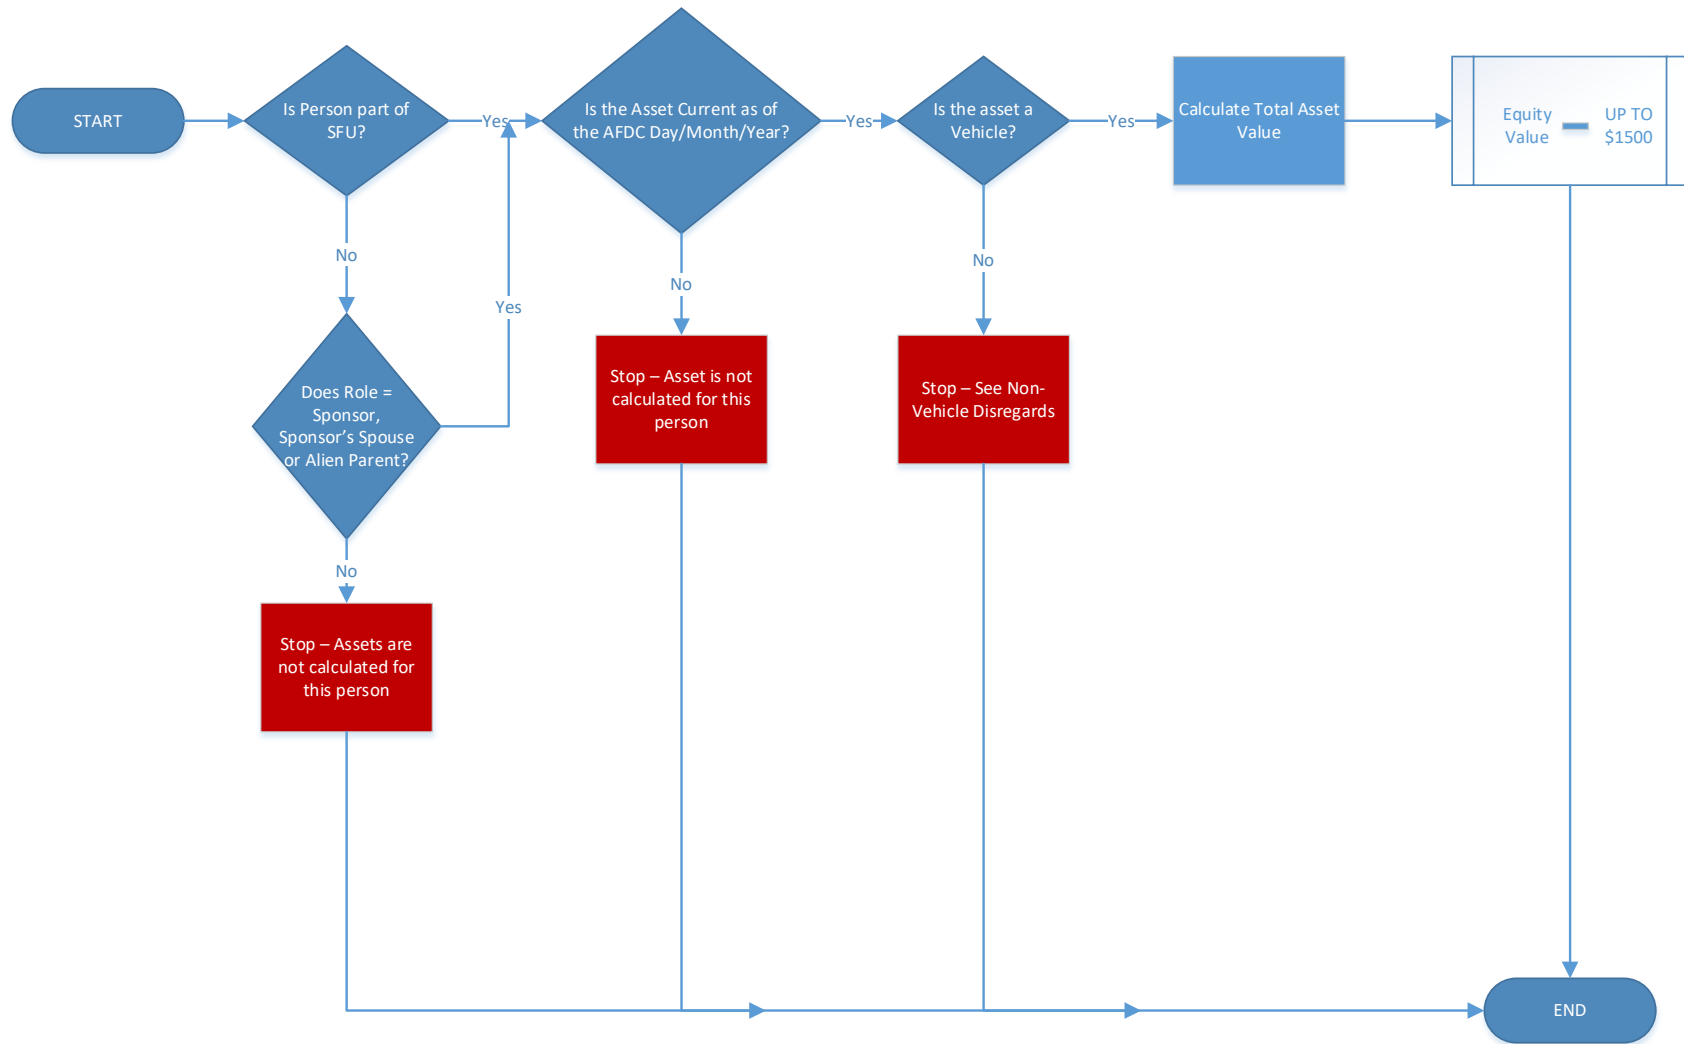 START
Is Person part of
SFU?
Yes
Is the Asset Current as of
the AFDC Day/Month/Year?
Yes
Is the asset a
Vehicle?
Yes
Calculate Total Asset
Value
Equity
Value
UP TO
$1500
No
No
No
Yes
Does Role =
Sponsor,
Sponsor’s Spouse
or Alien Parent?
Stop – Asset is not
calculated for this
person
Stop – See Non-
Vehicle Disregards
No
Stop – Assets are
not calculated for
this person
END